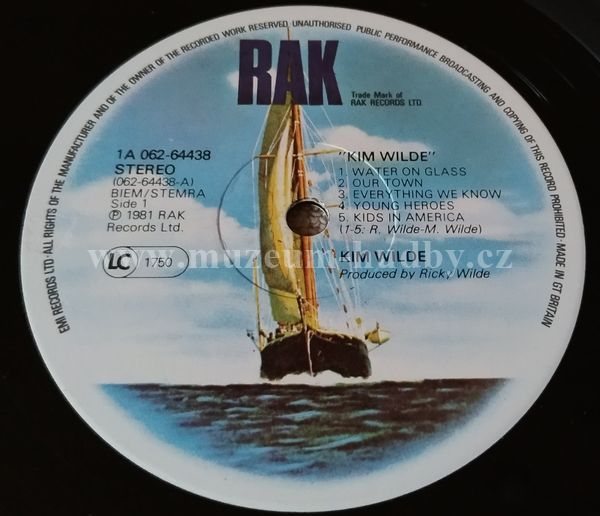 EMI RECORDS LTD·ALL RIGHTS OF THE MANUFACTURER AND OF THE OWNER OF THE RECORDED WORK RESERVED UNAUTHORISED PUBLIC PERFORMANCE BROADCASTING AND COPYING OF THIS RECORD PROHIBITED·MADE IN GT BRITAIN
RAK
Trade Mark of
RAK RECORDS LTD.
1A 062-64438
STEREO
(062-64438-A)
BIEM/STEMRA
Side 1
℗ 1981 RAK
Records Ltd.
LC 1750
"KIM WILDE"
1. WATER ON GLASS
2. OUR TOWN
3. EVERYTHING WE KNOW
4. YOUNG HEROES
5. KIDS IN AMERICA
(1-5: R. Wilde-M. Wilde)
KIM WILDE
Produced by Ricky Wilde
www.muzeum-hudby.cz